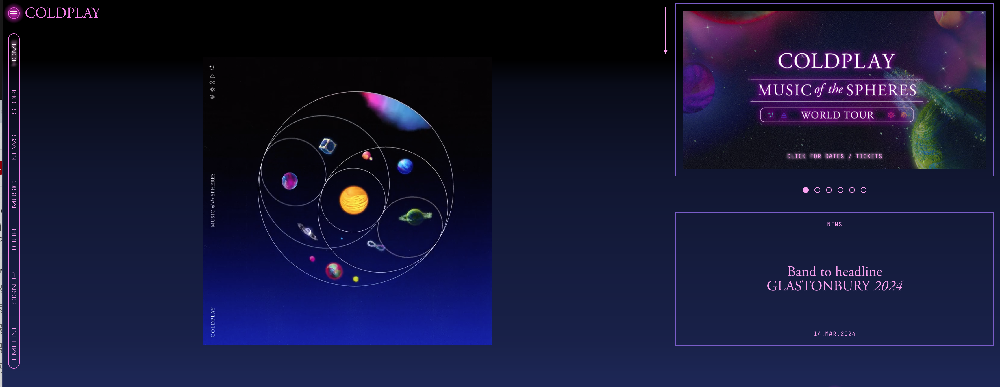 COLDPLAY
HOME
STORE
NEWS
MUSIC
TOUR
SIGNUP
TIMELINE
MUSIC of the SPHERES
COLDPLAY
COLDPLAY
MUSIC of the SPHERES
WORLD TOUR
CLICK FOR DATES / TICKETS
NEWS
Band to headline
GLASTONBURY 2024
14.MAR.2024